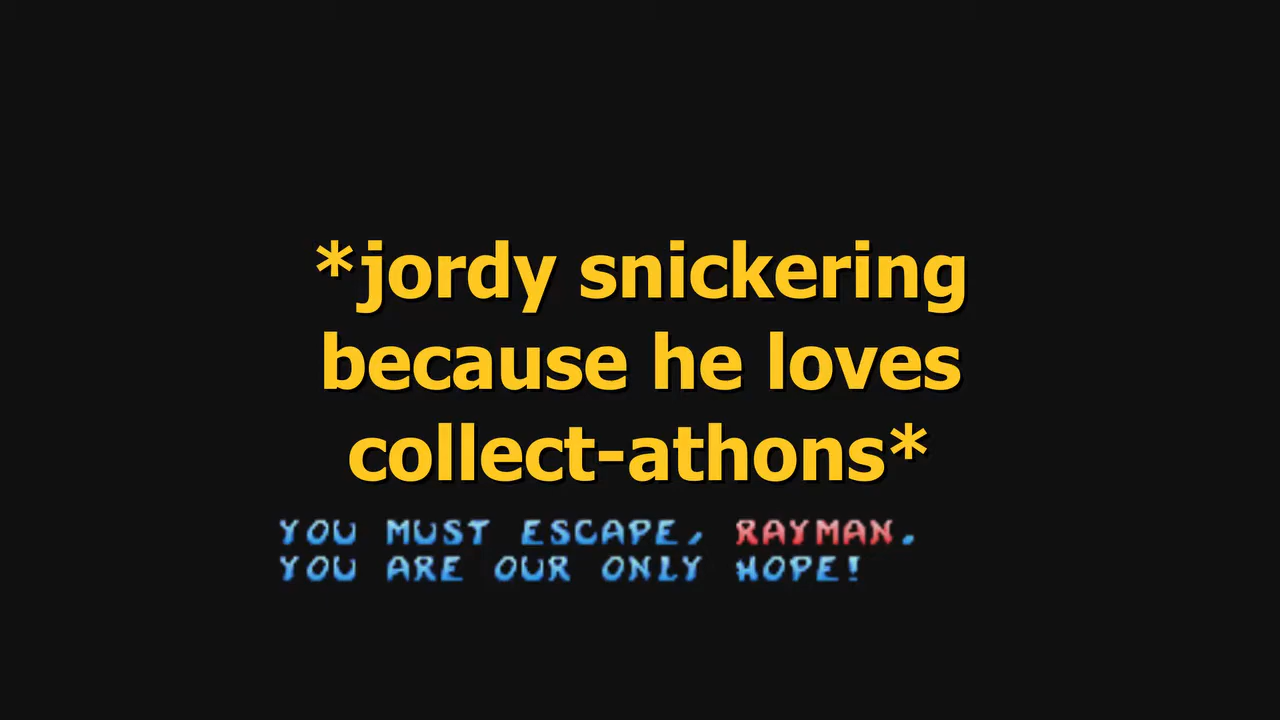 *jordy snickering
because he loves
collect-athons*
YOU MUST ESCAPE, RAYMAN.
YOU ARE OUR ONLY HOPE!